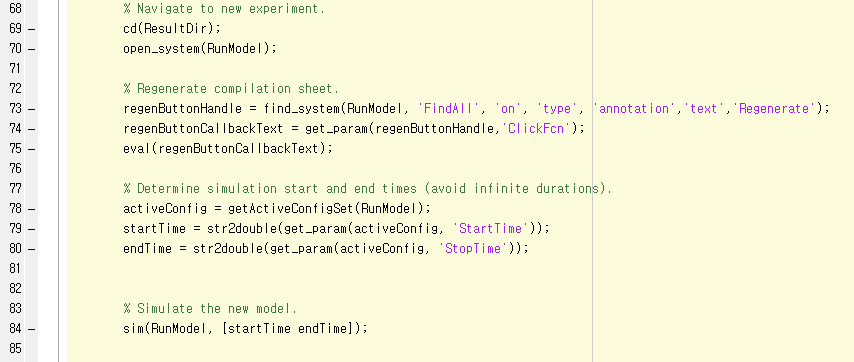 68 % Navigate to new experiment.
69 – cd(ResultDir);
70 – open_system(RunModel);
71
72 % Regenerate compilation sheet.
73 – regenButtonHandle = find_system(RunModel, 'FindAll', 'on', 'type', 'annotation','text','Regenerate');
74 – regenButtonCallbackText = get_param(regenButtonHandle,'ClickFcn');
75 – eval(regenButtonCallbackText);
76
77 % Determine simulation start and end times (avoid infinite durations).
78 – activeConfig = getActiveConfigSet(RunModel);
79 – startTime = str2double(get_param(activeConfig, 'StartTime'));
80 – endTime = str2double(get_param(activeConfig, 'StopTime'));
81
82
83 % Simulate the new model.
84 – sim(RunModel, [startTime endTime]);
85